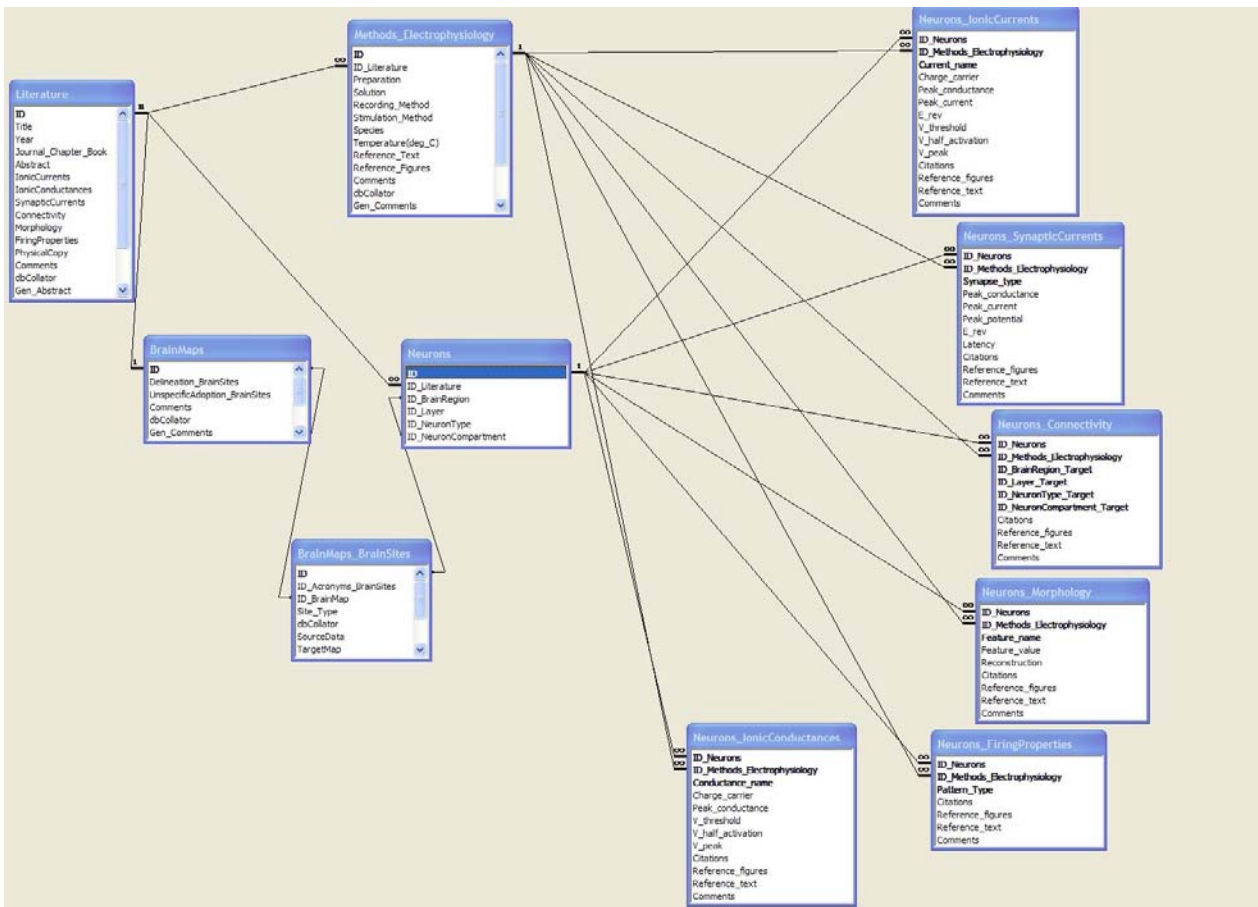 Literature
ID
Title
Year
Journal_Chapter_Book
Abstract
IonicCurrents
IonicConductances
SynapticCurrents
Connectivity
Morphology
FiringProperties
PhysicalCopy
Comments
dbCollator
Gen_Abstract
Methods_Electrophysiology
ID
ID_Literature
Preparation
Solution
Recording_Method
Stimulation_Method
Species
Temperature(deg_C)
Reference_Text
Reference_Figures
Comments
dbCollator
Gen_Comments
BrainMaps
ID
Delineation_BrainSites
UnspecificAdoption_BrainSites
Comments
dbCollator
Gen_Comments
Neurons
ID
ID_Literature
ID_BrainRegion
ID_Layer
ID_NeuronType
ID_NeuronCompartment
BrainMaps_BrainSites
ID
ID_Acronyms_BrainSites
ID_BrainMap
Site_Type
dbCollator
SourceData
TargetMap
Neurons_IonicCurrents
ID_Neurons
ID_Methods_Electrophysiology
Current_name
Charge_carrier
Peak_conductance
Peak_current
E_rev
V_threshold
V_half_activation
V_peak
Citations
Reference_figures
Reference_text
Comments
Neurons_SynapticCurrents
ID_Neurons
ID_Methods_Electrophysiology
Synapse_type
Peak_conductance
Peak_current
Peak_potential
E_rev
Latency
Citations
Reference_figures
Reference_text
Comments
Neurons_Connectivity
ID_Neurons
ID_Methods_Electrophysiology
ID_BrainRegion_Target
ID_Layer_Target
ID_NeuronType_Target
ID_NeuronCompartment_Target
Citations
Reference_figures
Reference_text
Comments
Neurons_Morphology
ID_Neurons
ID_Methods_Electrophysiology
Feature_name
Feature_value
Reconstruction
Citations
Reference_figures
Reference_text
Comments
Neurons_IonicConductances
ID_Neurons
ID_Methods_Electrophysiology
Conductance_name
Charge_carrier
Peak_conductance
V_threshold
V_half_activation
V_peak
Citations
Reference_figures
Reference_text
Comments
Neurons_FiringProperties
ID_Neurons
ID_Methods_Electrophysiology
Pattern_Type
Citations
Reference_figures
Reference_text
Comments